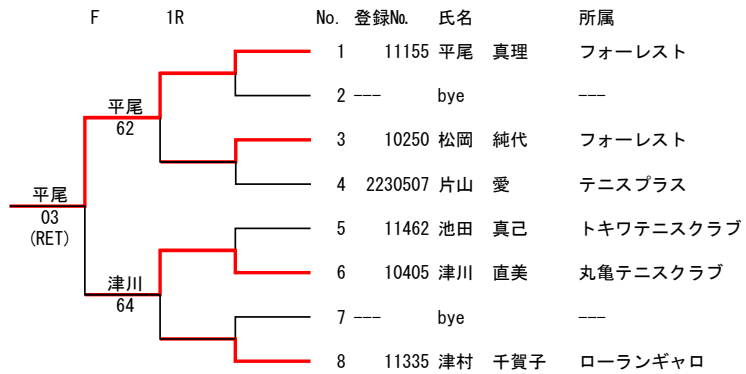 F 1R No. 登録No. 氏名 所属
1 11155 平尾 真理 フォーレスト
2 --- bye ---
平尾
62
3 10250 松岡 純代 フォーレスト
4 2230507 片山 愛 テニスプラス
平尾
03
(RET)
5 11462 池田 真己 トキワテニスクラブ
6 10405 津川 直美 丸亀テニスクラブ
津川
64
7 --- bye ---
8 11335 津村 千賀子 ローランギャロ